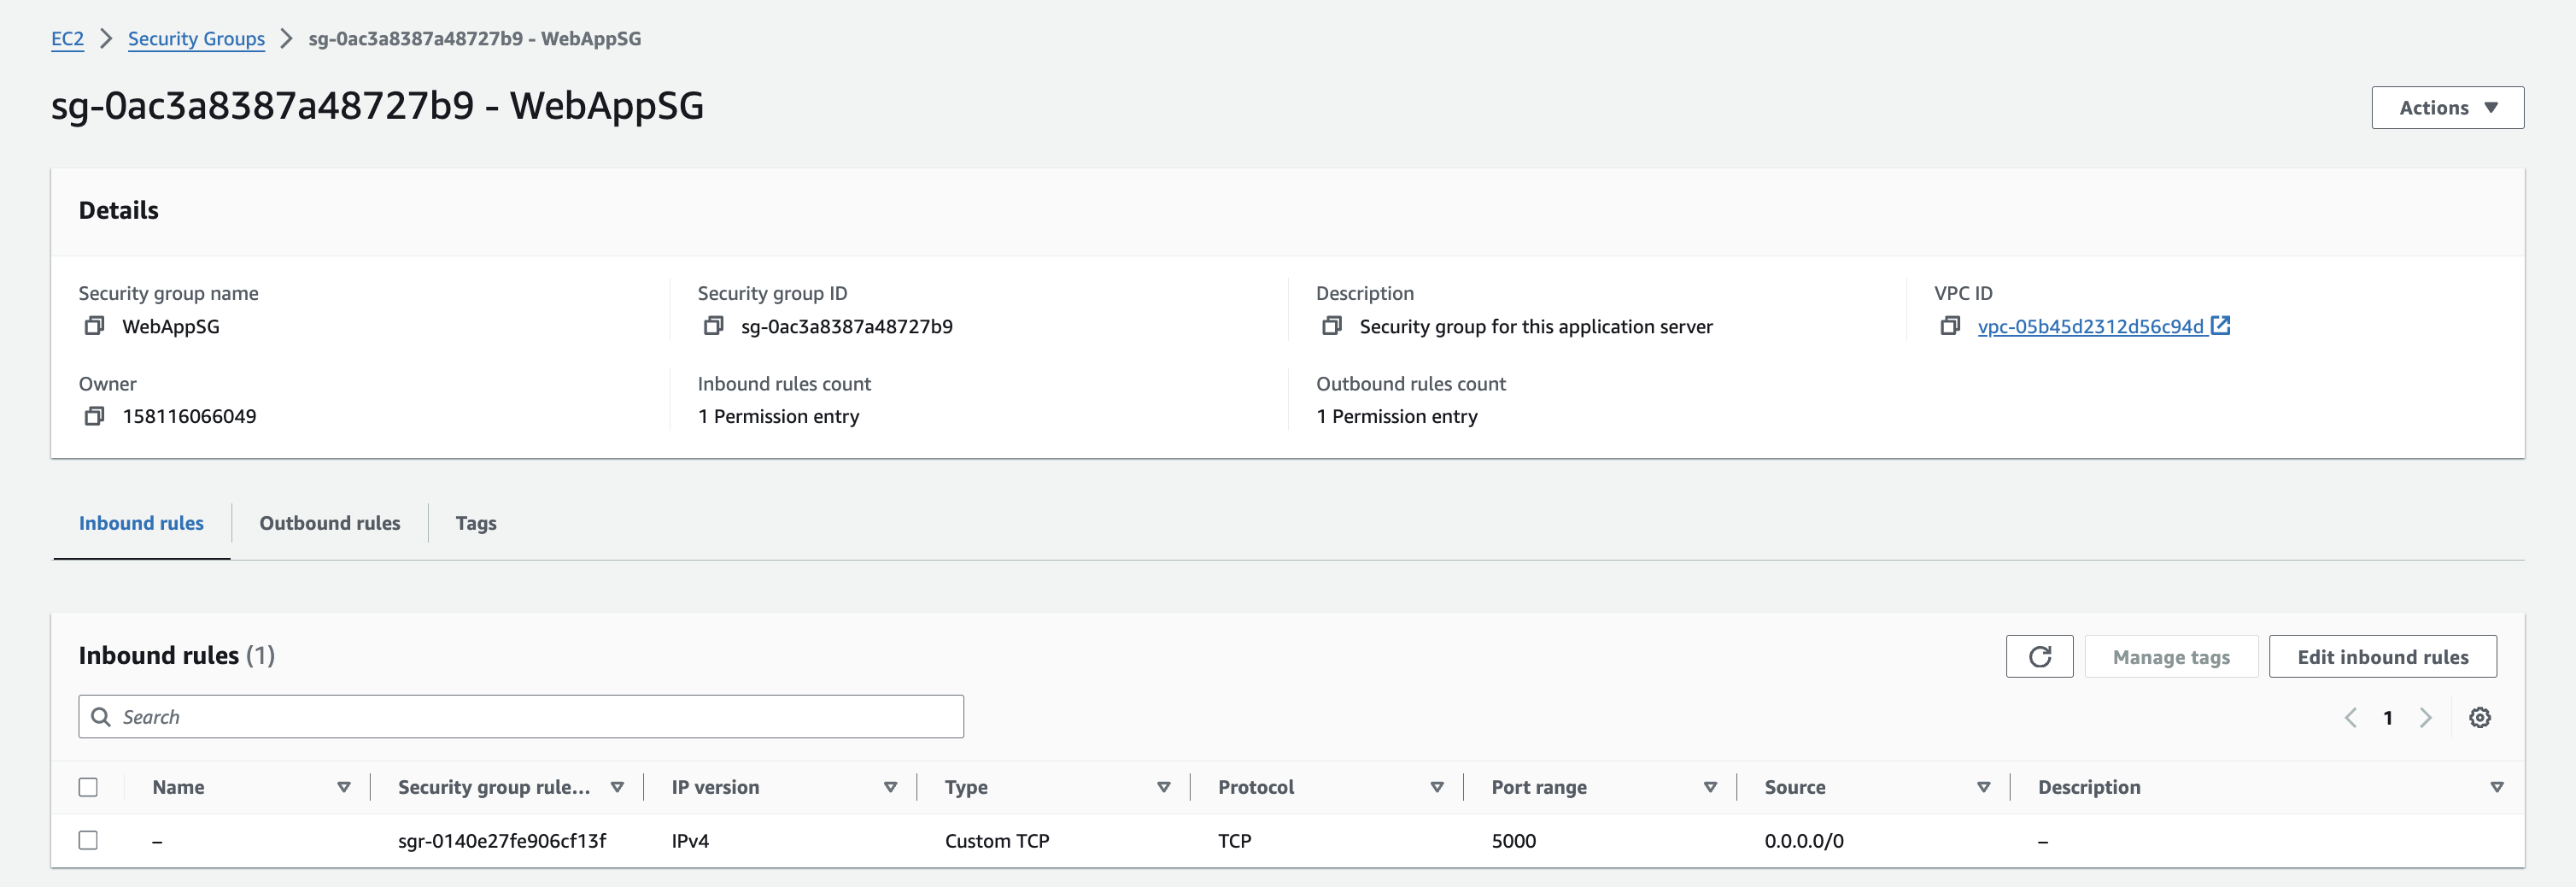 EC2 > Security Groups > sg-0ac3a8387a48727b9 - WebAppSG
sg-0ac3a8387a48727b9 - WebAppSG
Actions
Details
Security group name
WebAppSG
Security group ID
sg-0ac3a8387a48727b9
Description
Security group for this application server
VPC ID
vpc-05b45d2312d56c94d
Owner
158116066049
Inbound rules count
1 Permission entry
Outbound rules count
1 Permission entry
Inbound rules
Outbound rules
Tags
Inbound rules (1)
Manage tags
Edit inbound rules
Search
1
Name Security group rule... IP version Type Protocol Port range Source Description
– sgr-0140e27fe906cf13f IPv4 Custom TCP TCP 5000 0.0.0.0/0 –